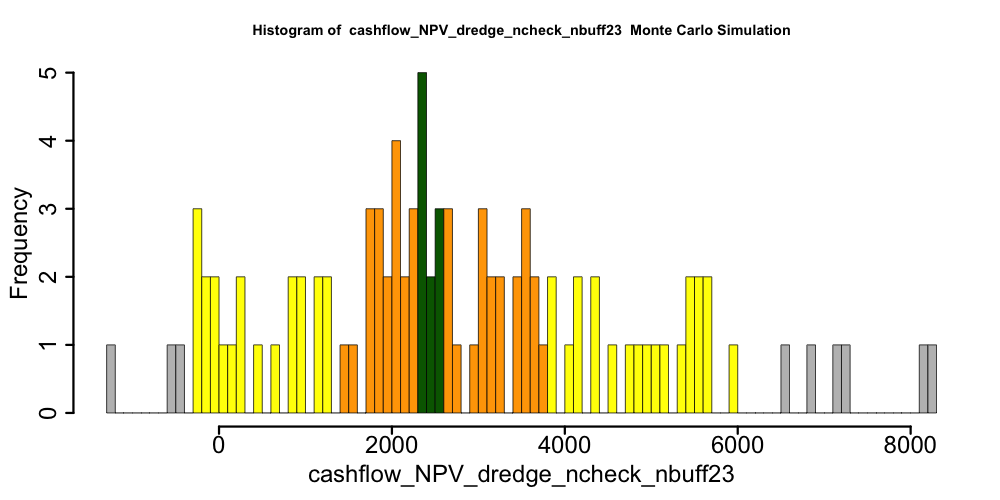 Histogram of  cashflow_NPV_dredge_ncheck_nbuff23  Monte Carlo Simulation
5
4
3
2
1
0
Frequency
0 2000 4000 6000 8000
cashflow_NPV_dredge_ncheck_nbuff23